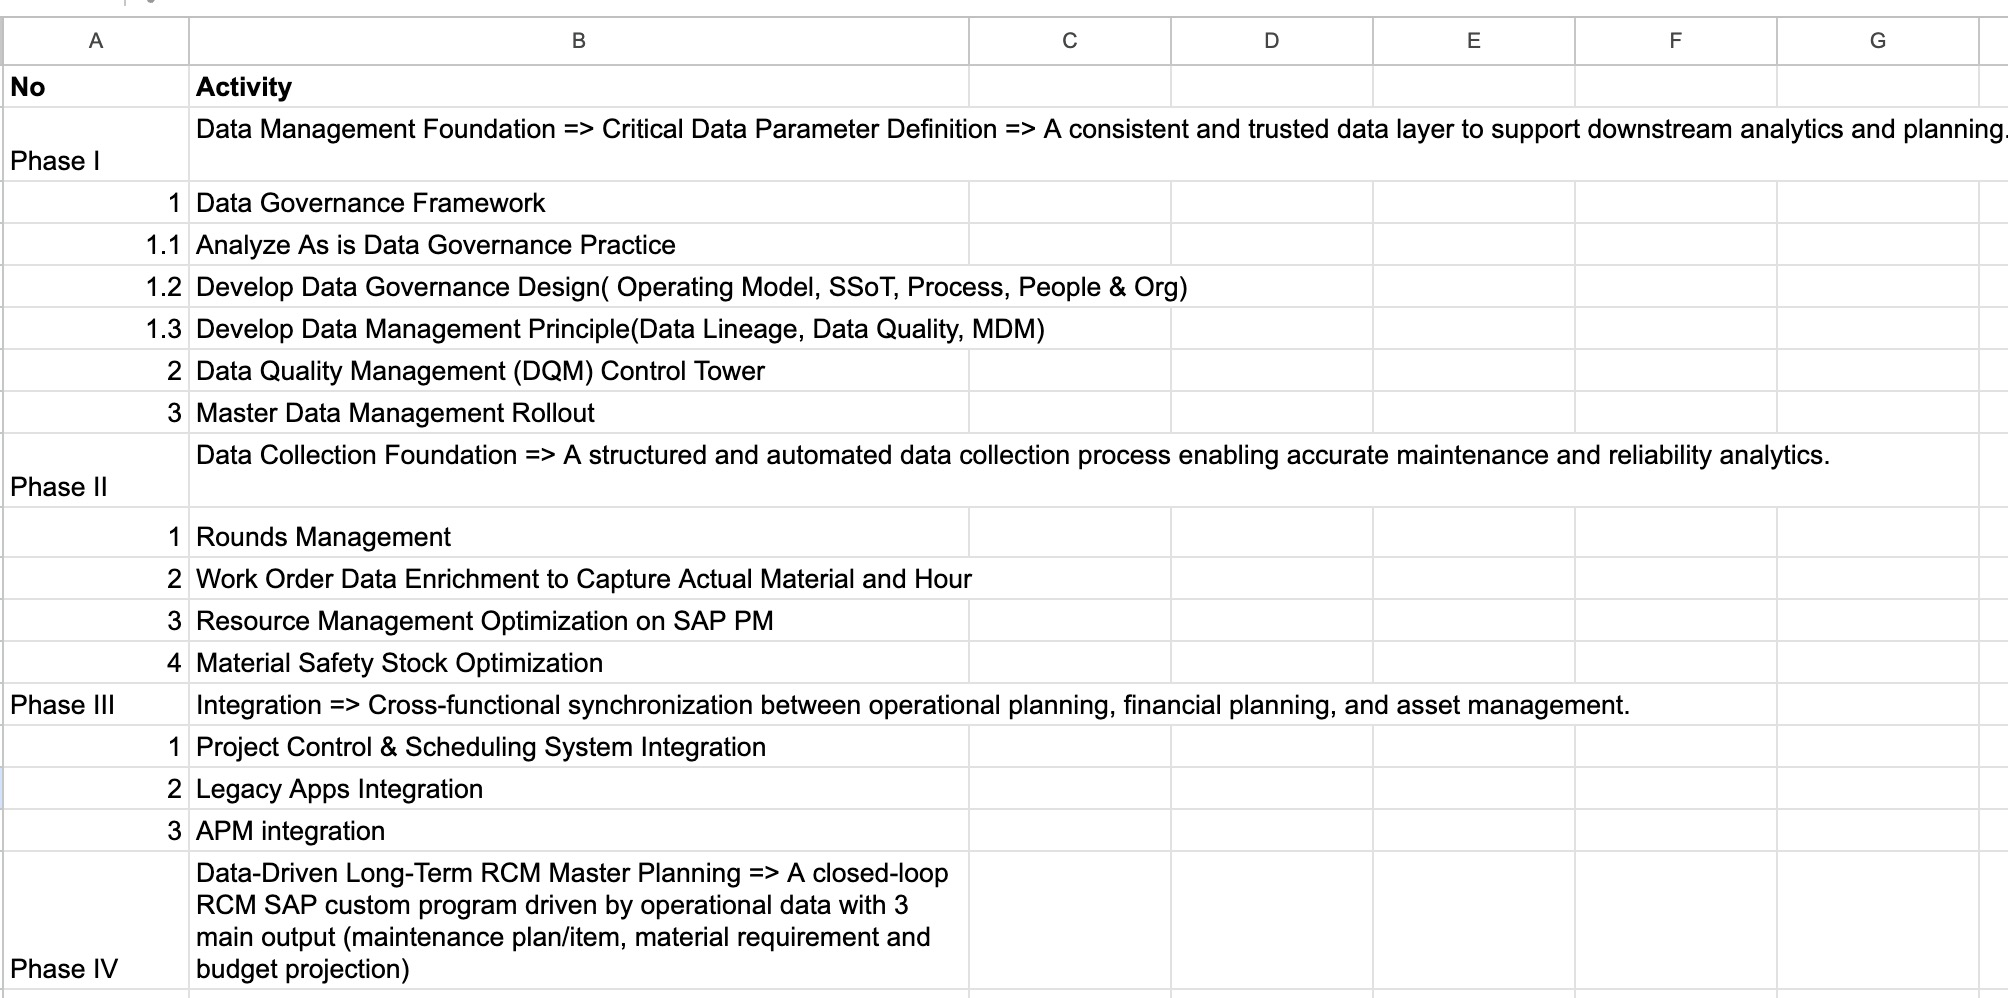 A B C D E F G
No Activity
Data Management Foundation => Critical Data Parameter Definition => A consistent and trusted data layer to support downstream analytics and planning.
Phase I
1 Data Governance Framework
1.1 Analyze As is Data Governance Practice
1.2 Develop Data Governance Design( Operating Model, SSoT, Process, People & Org)
1.3 Develop Data Management Principle(Data Lineage, Data Quality, MDM)
2 Data Quality Management (DQM) Control Tower
3 Master Data Management Rollout
Data Collection Foundation => A structured and automated data collection process enabling accurate maintenance and reliability analytics.
Phase II
1 Rounds Management
2 Work Order Data Enrichment to Capture Actual Material and Hour
3 Resource Management Optimization on SAP PM
4 Material Safety Stock Optimization
Phase III Integration => Cross-functional synchronization between operational planning, financial planning, and asset management.
1 Project Control & Scheduling System Integration
2 Legacy Apps Integration
3 APM integration
Data-Driven Long-Term RCM Master Planning => A closed-loop
RCM SAP custom program driven by operational data with 3
main output (maintenance plan/item, material requirement and
Phase IV budget projection)